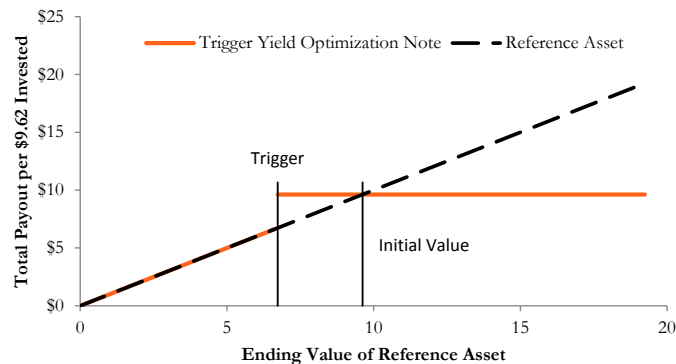 $25
Trigger Yield Optimization Note
Reference Asset
$20
$15
Trigger
$10
Initial Value
$5
$0
0
5
10
15
20
Total Payout per $9.62 Invested
Ending Value of Reference Asset